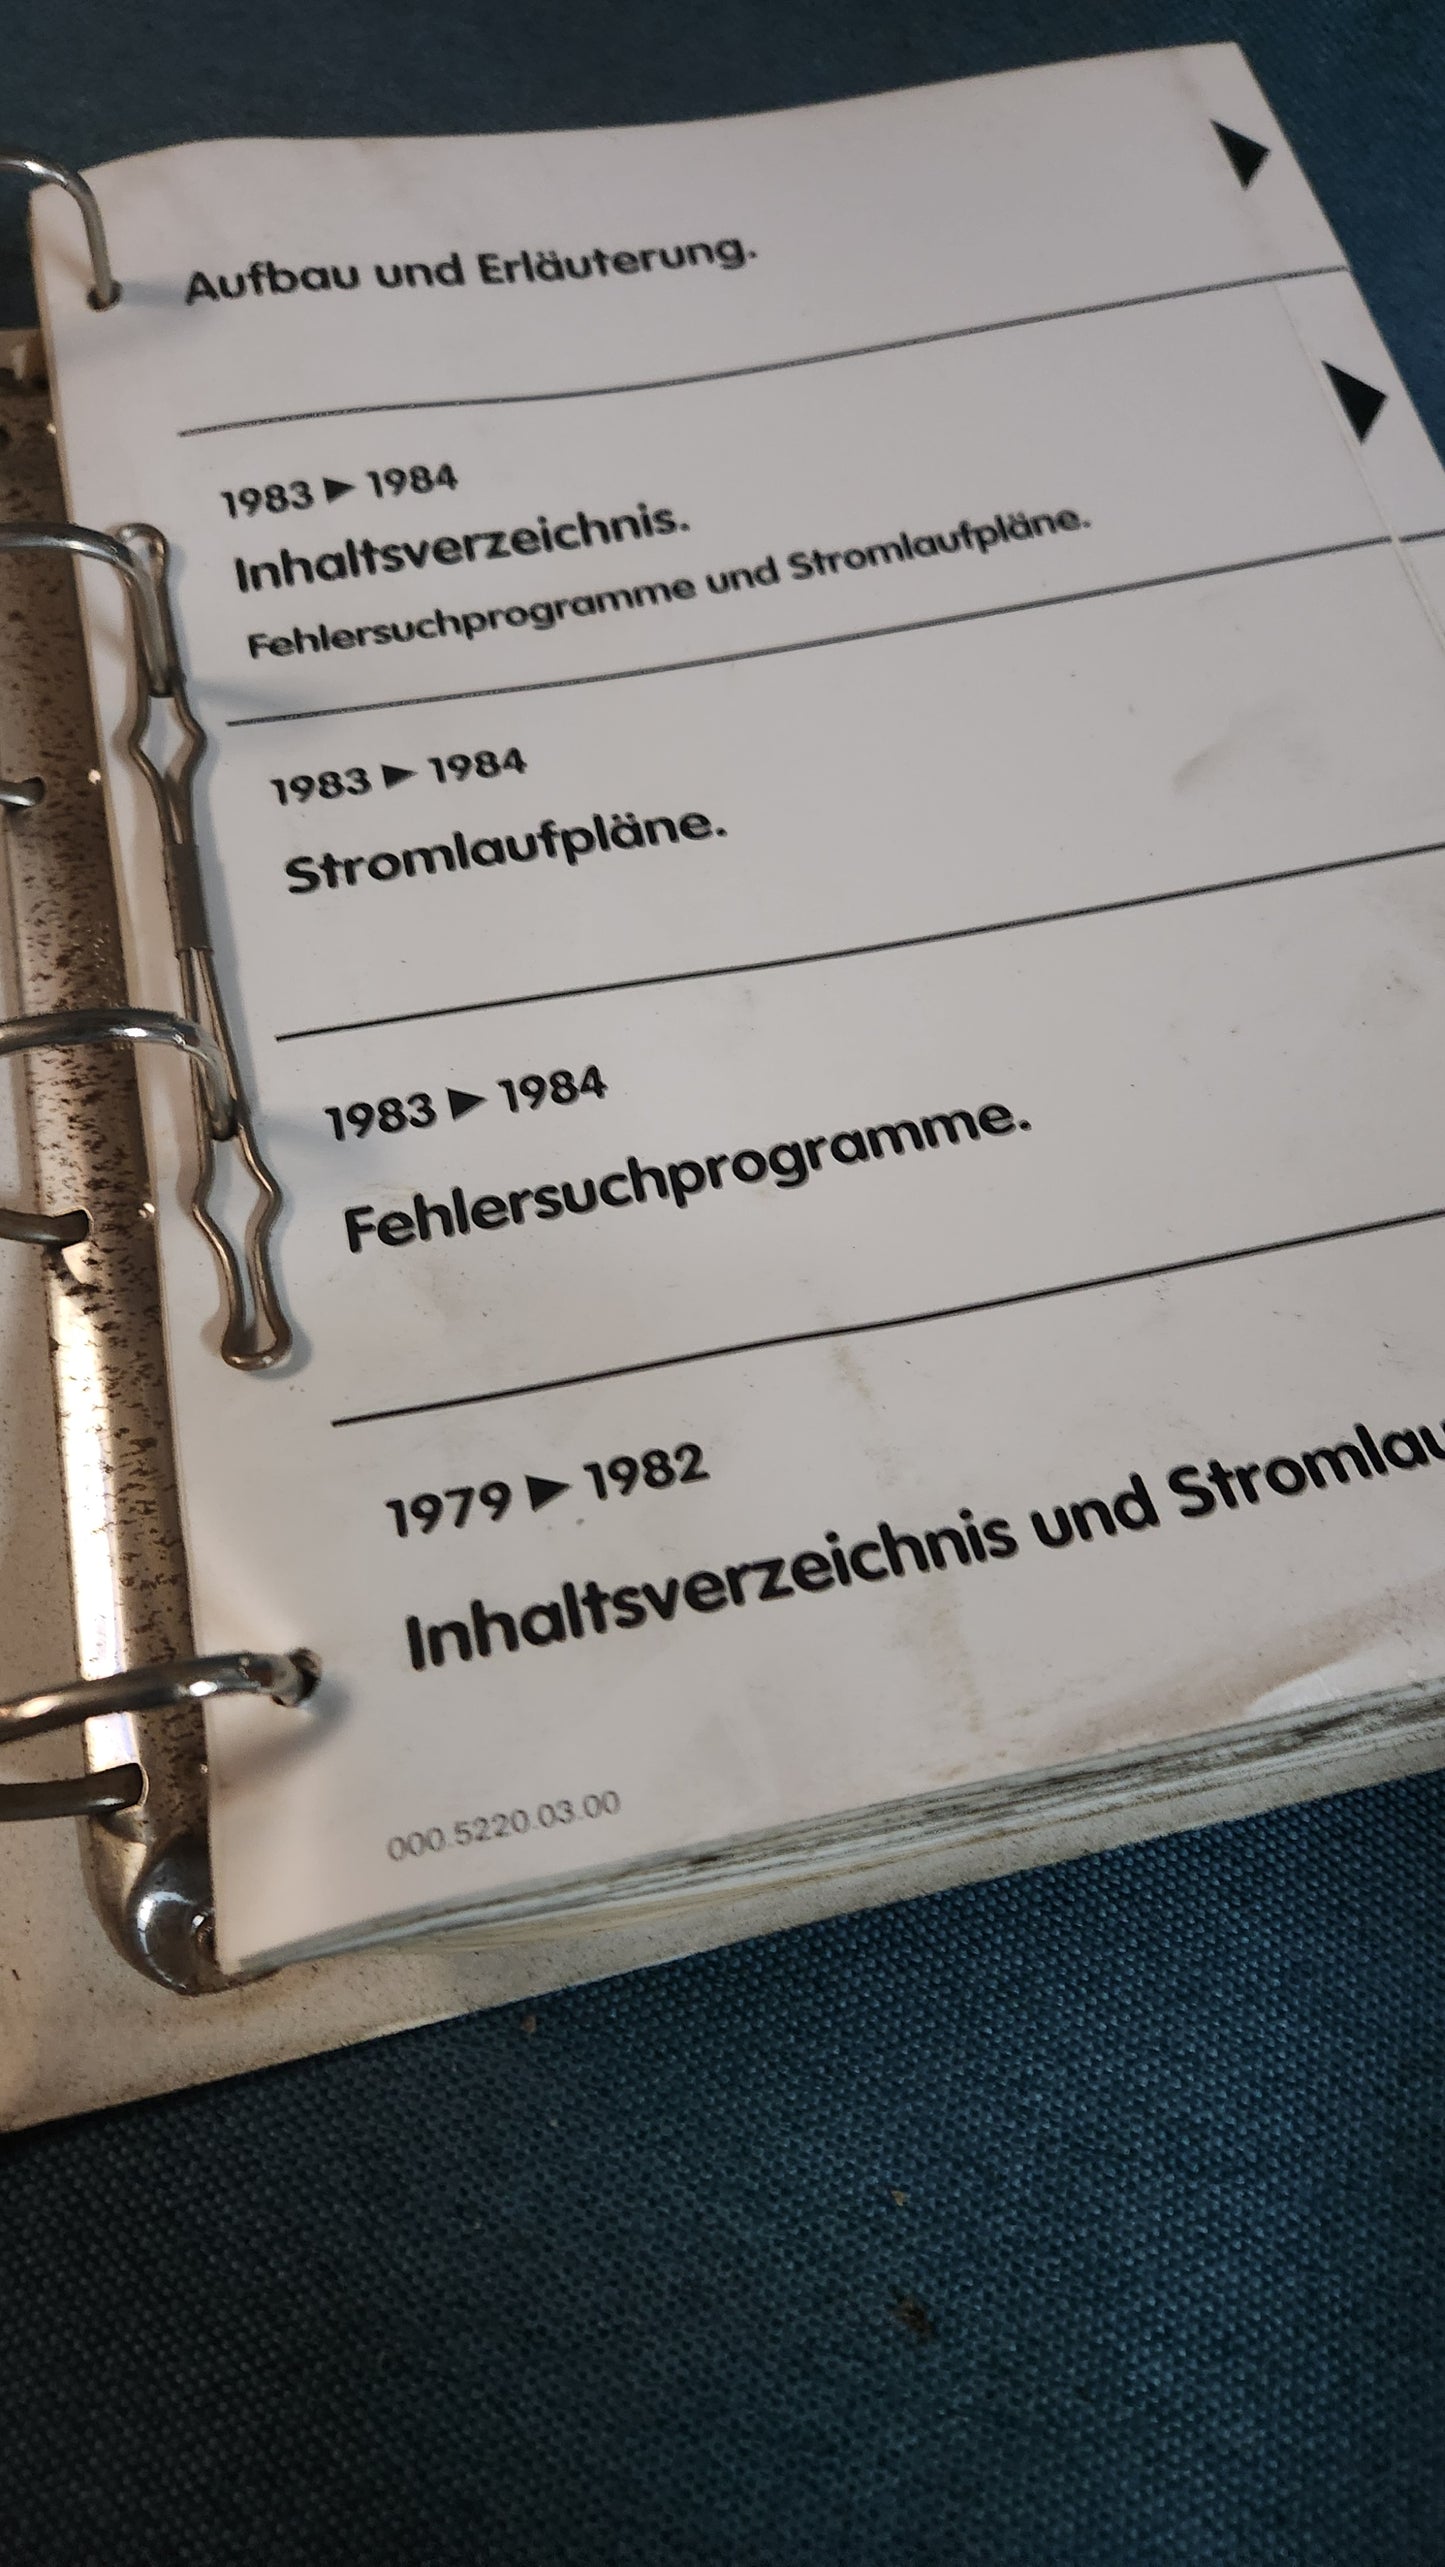 Aufbau und Erläuterung.
1983 ▶ 1984
Inhaltsverzeichnis.
Fehlersuchprogramme und Stromlaufpläne.
1983 ▶ 1984
Stromlaufpläne.
1983 ▶ 1984
Fehlersuchprogramme.
1979 ▶ 1982
Inhaltsverzeichnis und Stromlau
000.5220.03.00